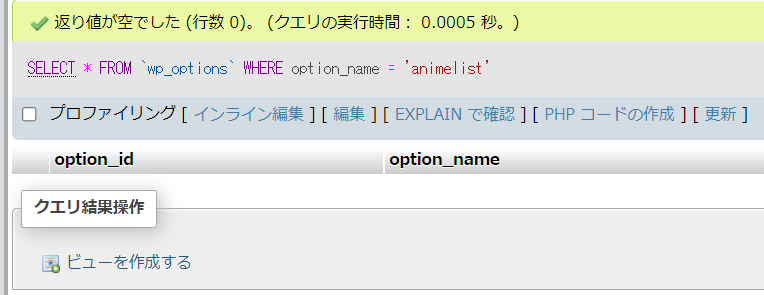 返り値が空でした (行数 0)。 (クエリの実行時間： 0.0005 秒。)
SELECT * FROM `wp_options` WHERE option_name = 'animelist'
プロファイリング [ インライン編集 ] [ 編集 ] [ EXPLAIN で確認 ] [ PHP コードの作成 ] [ 更新 ]
option_id option_name
クエリ結果操作
ビューを作成する